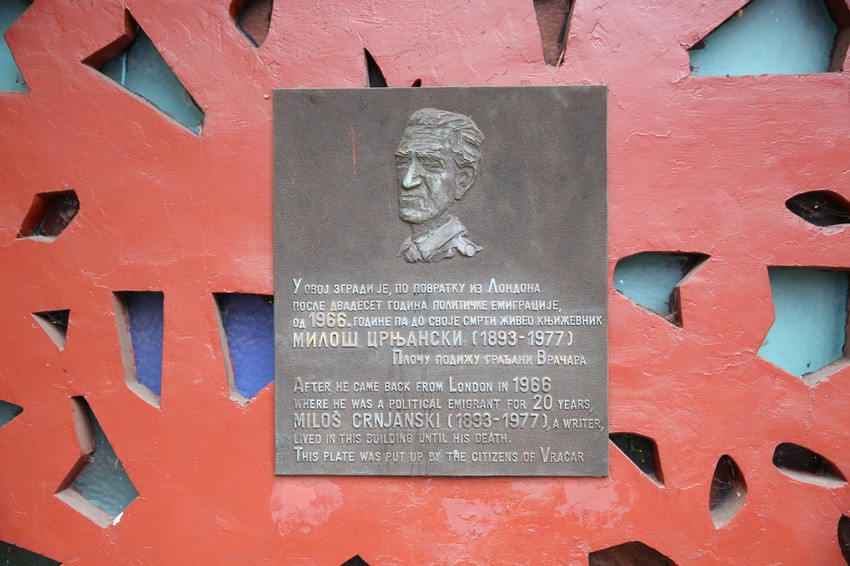 У овој згради је, по повратку из Лондона
после двадесет година политичке емиграције,
од 1966. године па до своје смрти живео књижевник
МИЛОШ ЦРЊАНСКИ (1893-1977)
Плочу подижу грађани Врачара
After he came back from London in 1966
where he was a political emigrant for 20 years,
MILOŠ CRNJANSKI (1893-1977), a writer,
lived in this building until his death.
This plate was put up by the citizens of Vračar